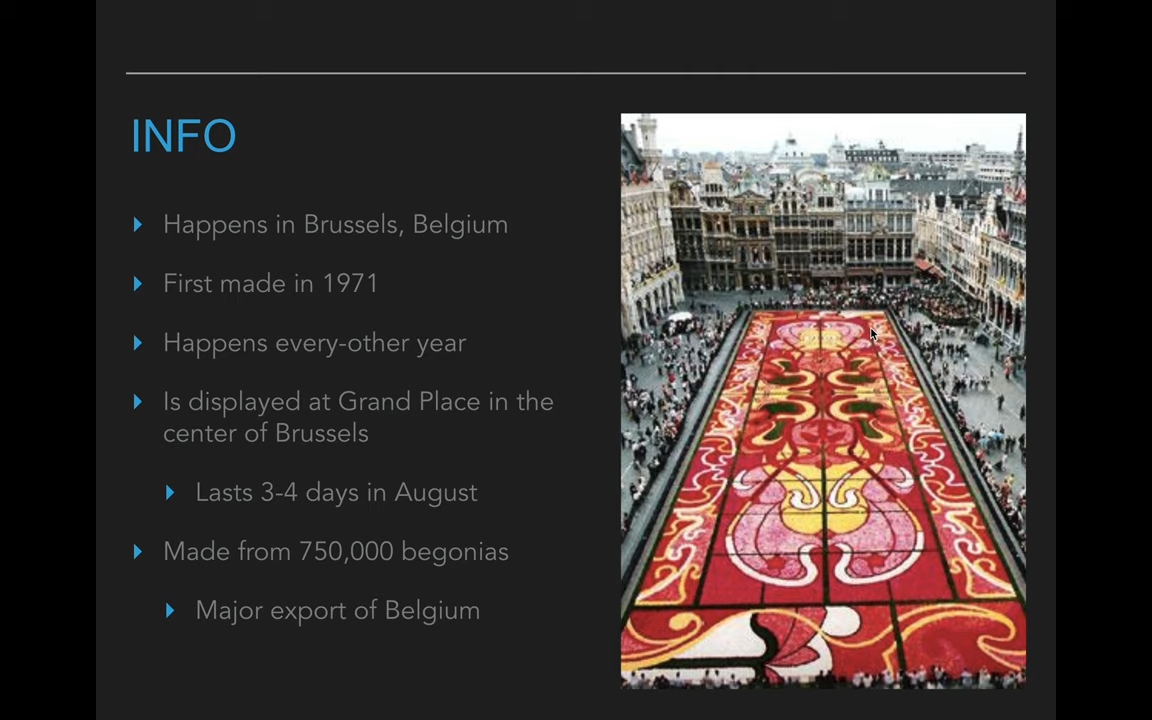 INFO
Happens in Brussels, Belgium
First made in 1971
Happens every-other year
Is displayed at Grand Place in the
center of Brussels
Lasts 3-4 days in August
Made from 750,000 begonias
Major export of Belgium